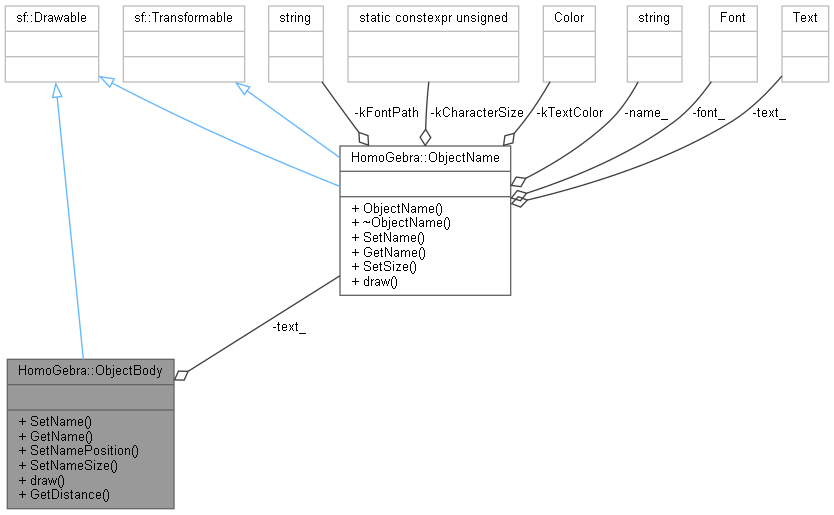 sf::Drawable
sf::Transformable
string
static constexpr unsigned
Color
string
Font
Text
-kFontPath
-kCharacterSize
-kTextColor
-name_
-font_
-text_
HomoGebra::ObjectName
+ ObjectName()
+ ~ObjectName()
+ SetName()
+ GetName()
+ SetSize()
+ draw()
-text_
HomoGebra::ObjectBody
+ SetName()
+ GetName()
+ SetNamePosition()
+ SetNameSize()
+ draw()
+ GetDistance()